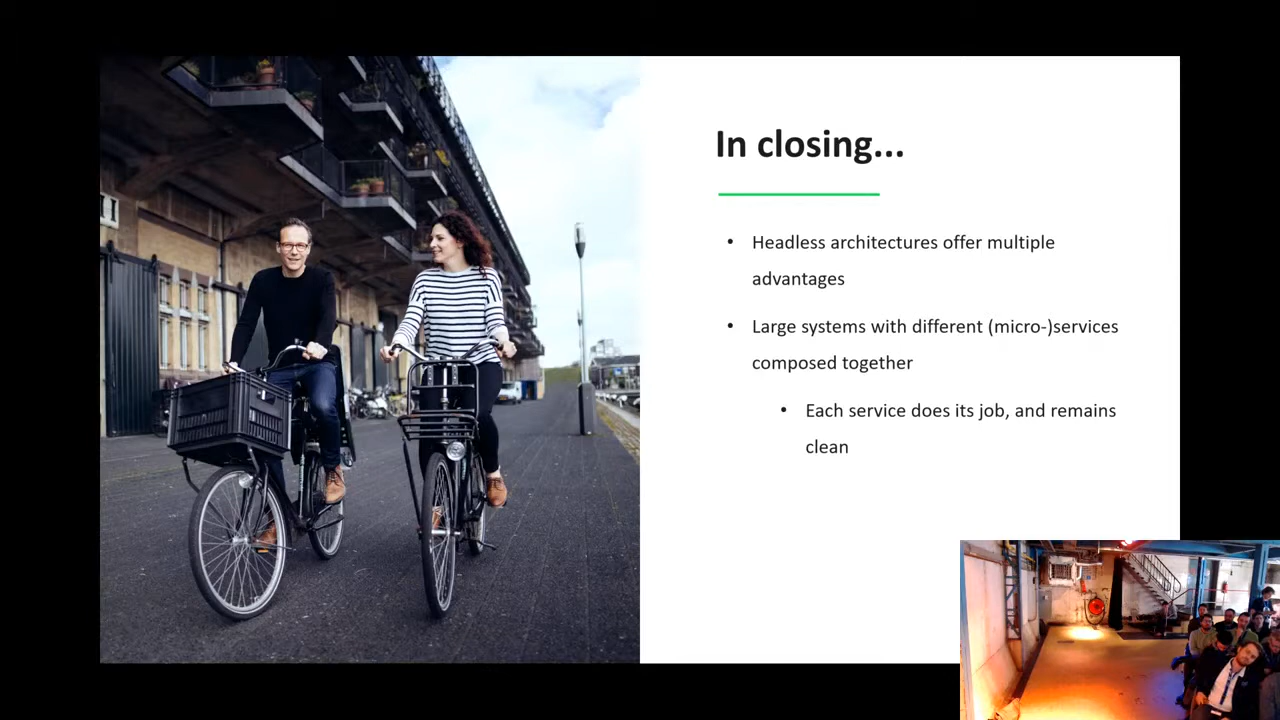 In closing...
• Headless architectures offer multiple
advantages
• Large systems with different (micro-)services
composed together
• Each service does its job, and remains
clean